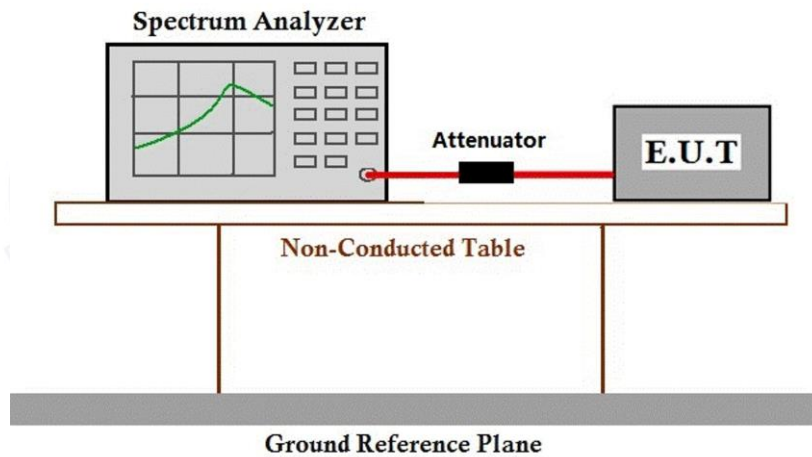 Spectrum Analyzer
Attenuator
E.U.T
Non-Conducted Table
Ground Reference Plane